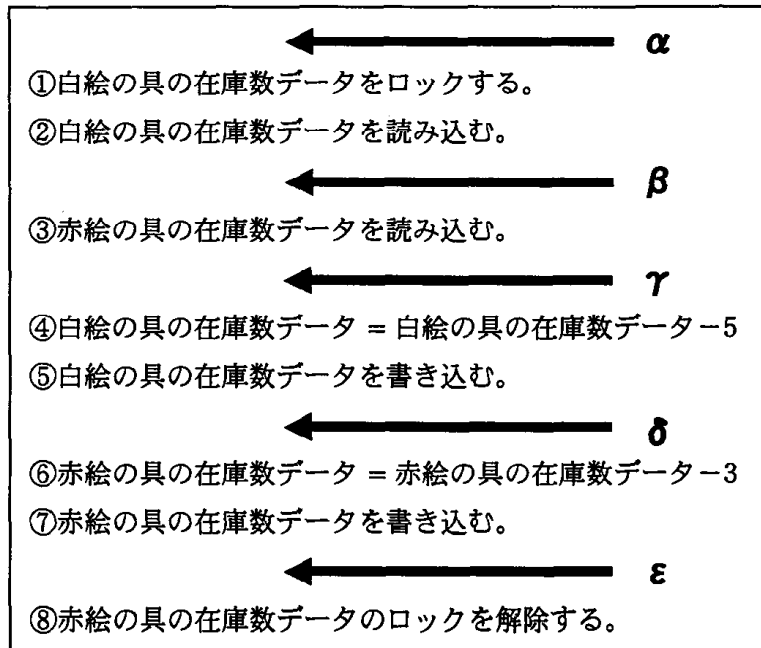 α
①白絵の具の在庫数データをロックする。
②白絵の具の在庫数データを読み込む。
β
③赤絵の具の在庫数データを読み込む。
γ
④白絵の具の在庫数データ = 白絵の具の在庫数データ－5
⑤白絵の具の在庫数データを書き込む。
δ
⑥赤絵の具の在庫数データ = 赤絵の具の在庫数データ－3
⑦赤絵の具の在庫数データを書き込む。
ε
⑧赤絵の具の在庫数データのロックを解除する。